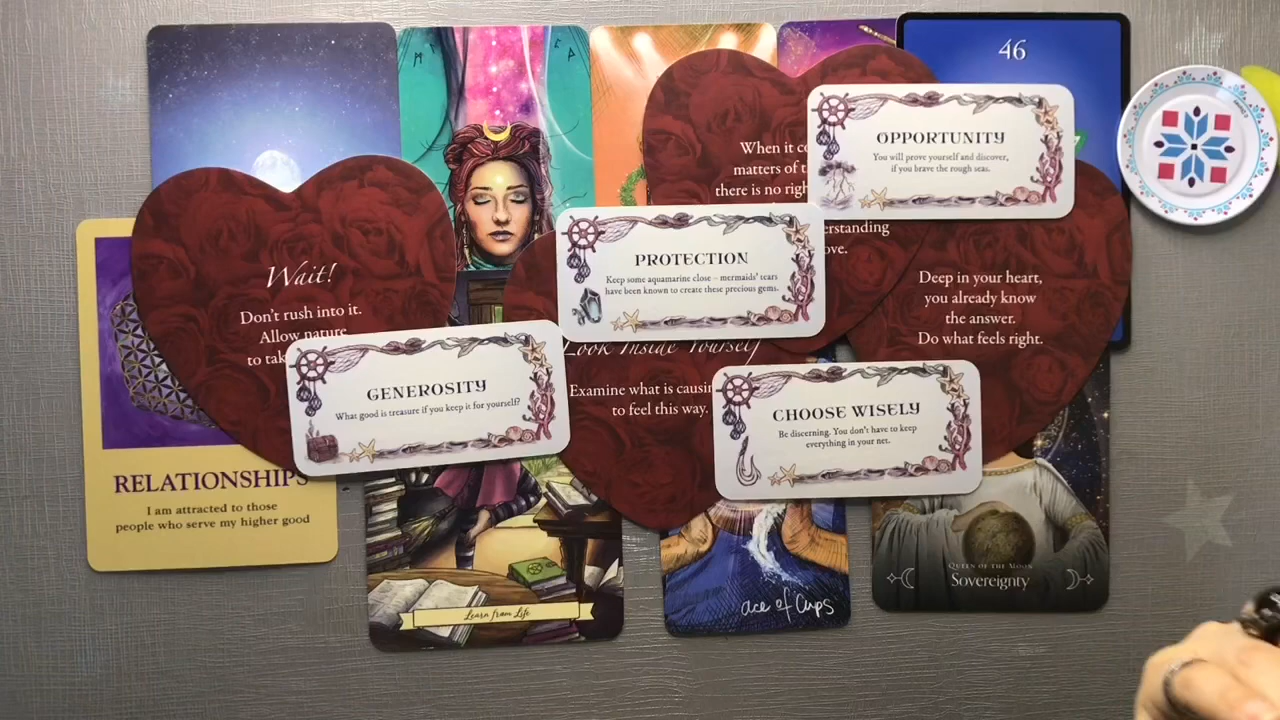 46
OPPORTUNITY
You will prove yourself and discover,
if you brave the rough seas.
When it
matters of
there is no
love.
PROTECTION
Keep some aquamarine close – mermaids' tears
have been known to create these precious gems.
Wait!
Don't rush into it.
Allow nature
to
Deep in your heart,
you already know
the answer.
Do what feels right.
Look Inside Yourself
Examine what is
to feel this way.
GENEROSITY
What good is treasure if you keep it for yourself?
CHOOSE WISELY
Be discerning. You don't have to keep
everything in your net.
RELATIONSHIPS
I am attracted to those
people who serve my higher good
Learn from Life
ace of Cups
QUEEN OF THE MOON
Sovereignty